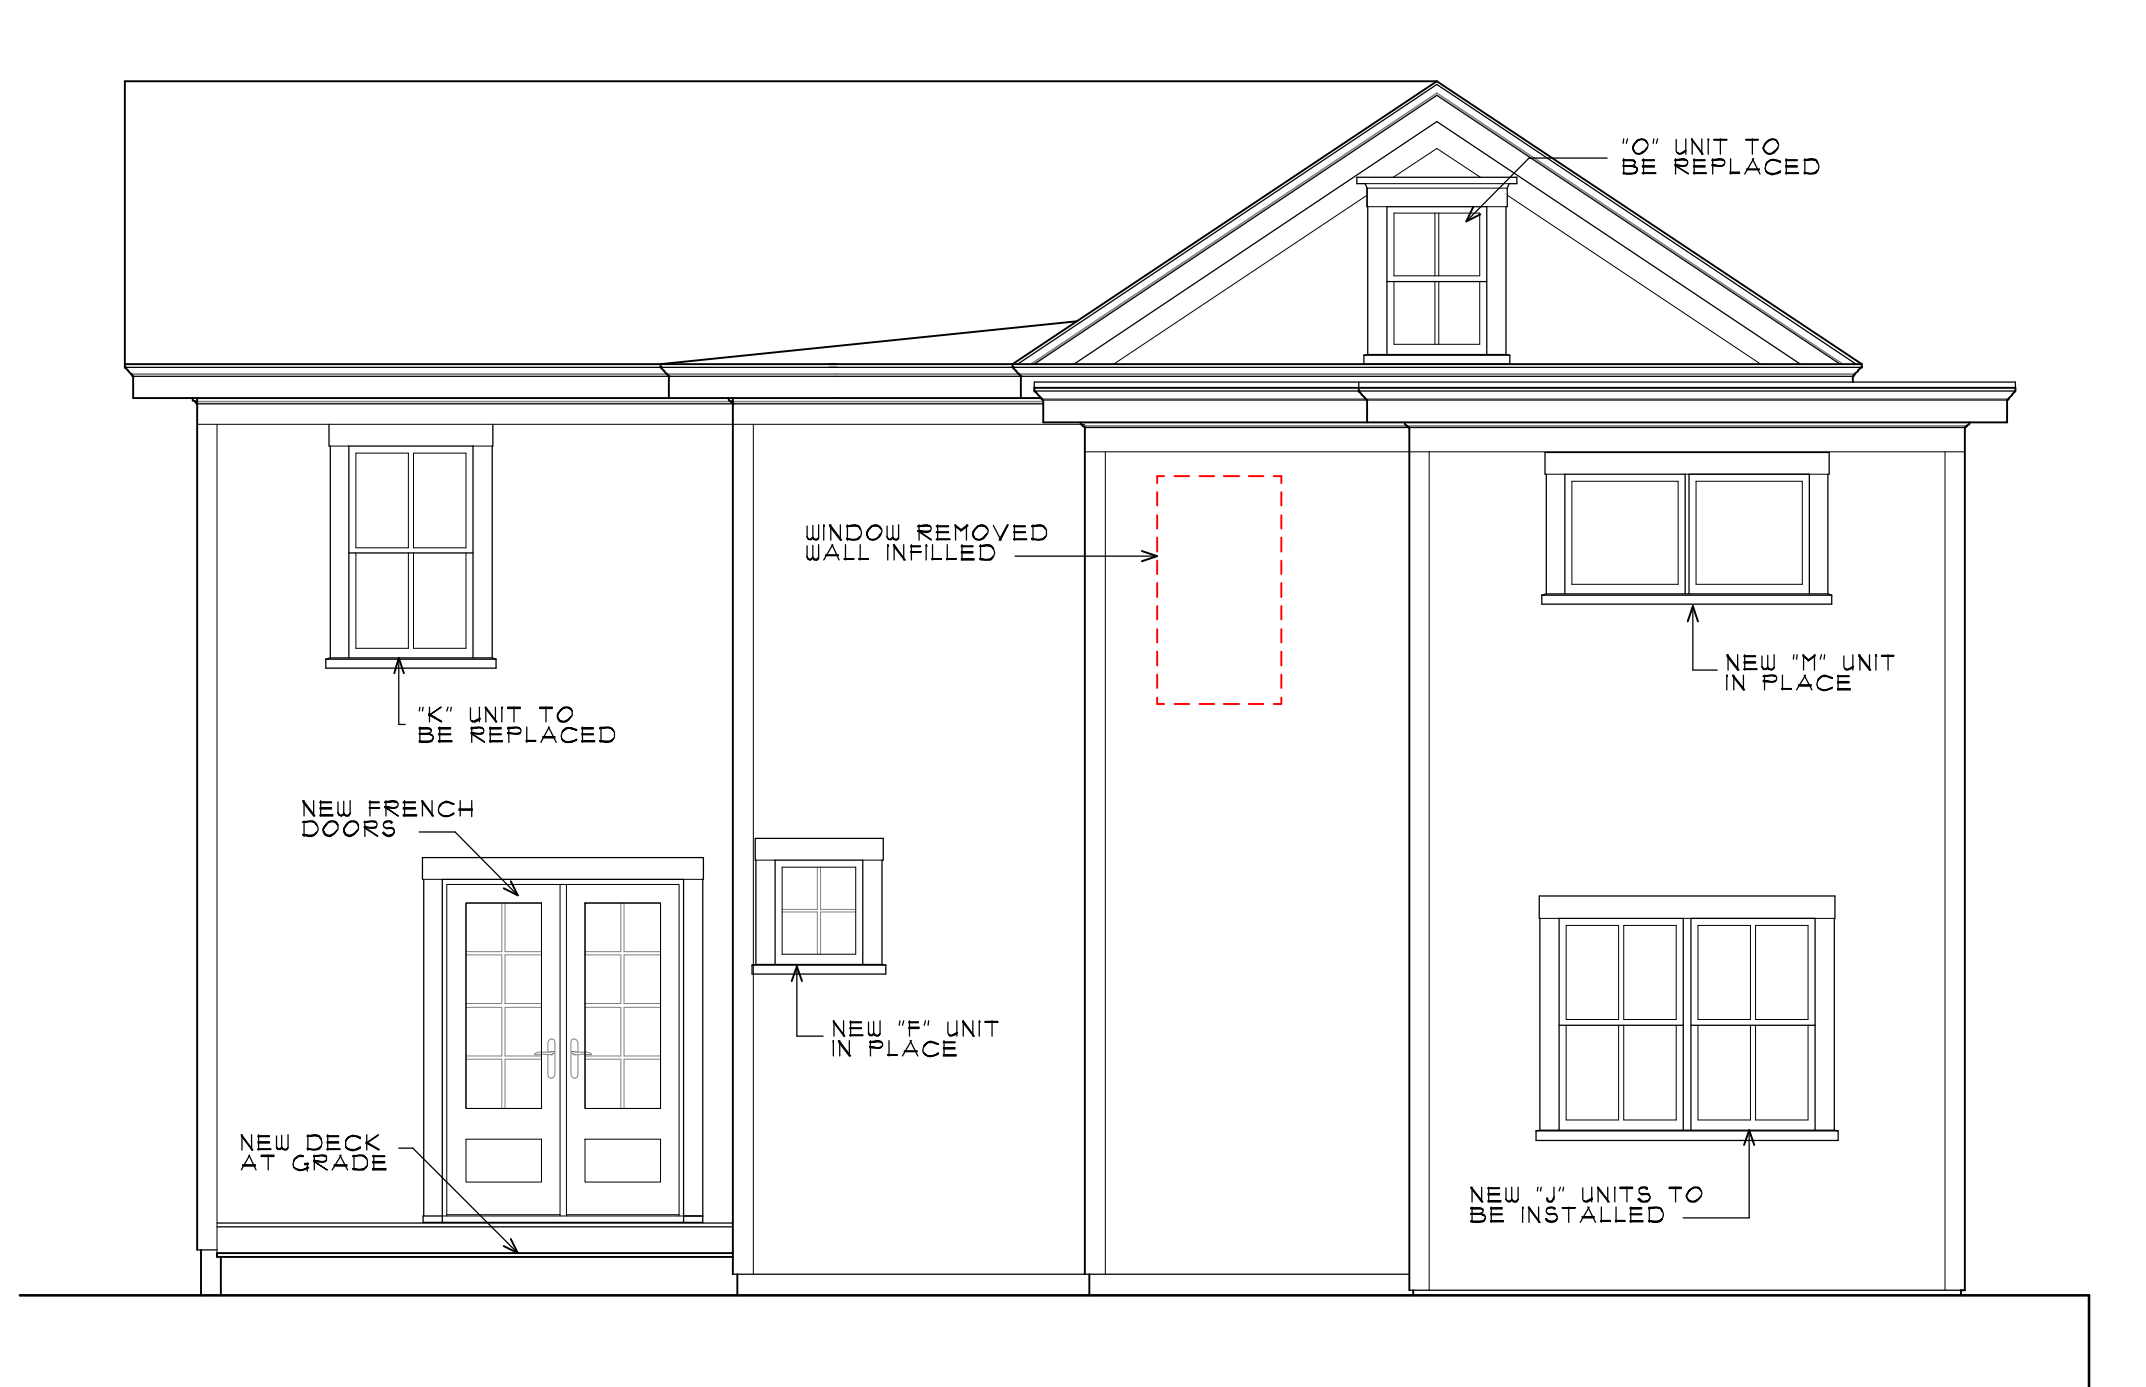 "O" UNIT TO
BE REPLACED
WINDOW REMOVED
WALL INFILLED
NEW "M" UNIT
IN PLACE
"K" UNIT TO
BE REPLACED
NEW FRENCH
DOORS
NEW "F" UNIT
IN PLACE
NEW DECK
AT GRADE
NEW "J" UNITS TO
BE INSTALLED